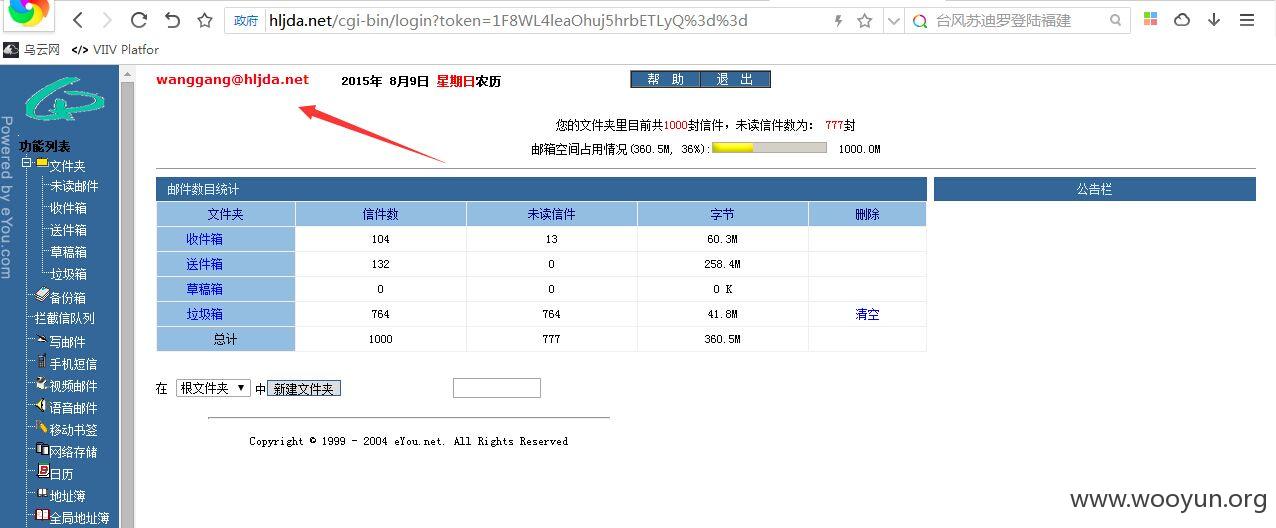 政府 hljda.net/cgi-bin/login?token=1F8WL4leaOhuj5hrbETLyQ%3d%3d 台风苏迪罗登陆福建
乌云网 </> VIIV Platfor
wanggang@hljda.net 2015年 8月9日 星期日农历 帮 助 退 出
您的文件夹里目前共1000封信件，未读信件数为： 777封
邮箱空间占用情况(360.5M, 36%): 1000.0M
Powered by eYou.com
功能列表
文件夹
未读邮件
收件箱
送件箱
草稿箱
垃圾箱
备份箱
拦截信队列
写邮件
手机短信
视频邮件
语音邮件
移动书签
网络存储
日历
地址簿
全局地址簿
邮件数目统计 公告栏
文件夹 信件数 未读信件 字节 删除
收件箱 104 13 60.3M
送件箱 132 0 258.4M
草稿箱 0 0 0 K
垃圾箱 764 764 41.8M 清空
总计 1000 777 360.5M
在 根文件夹 中 新建文件夹
Copyright © 1999 - 2004 eYou.net. All Rights Reserved
www.wooyun.org